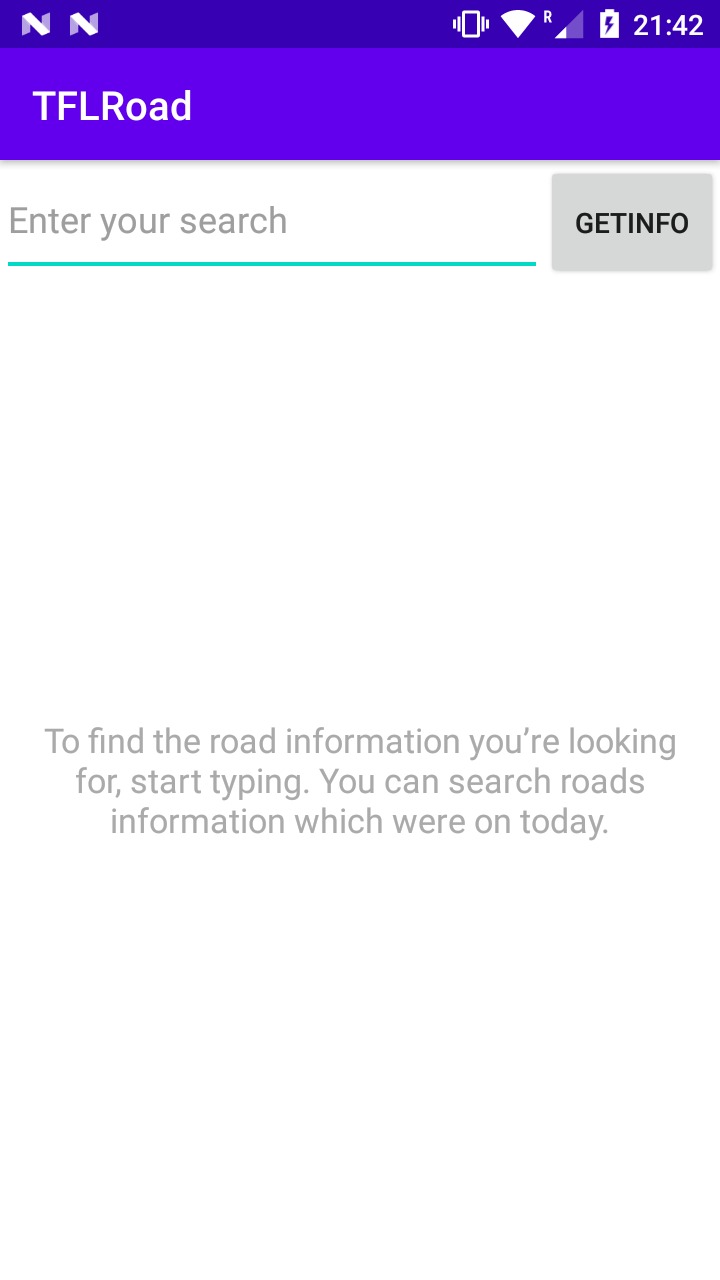 R 21:42
TFLRoad
Enter your search
GETINFO
To find the road information you’re looking
for, start typing. You can search roads
information which were on today.